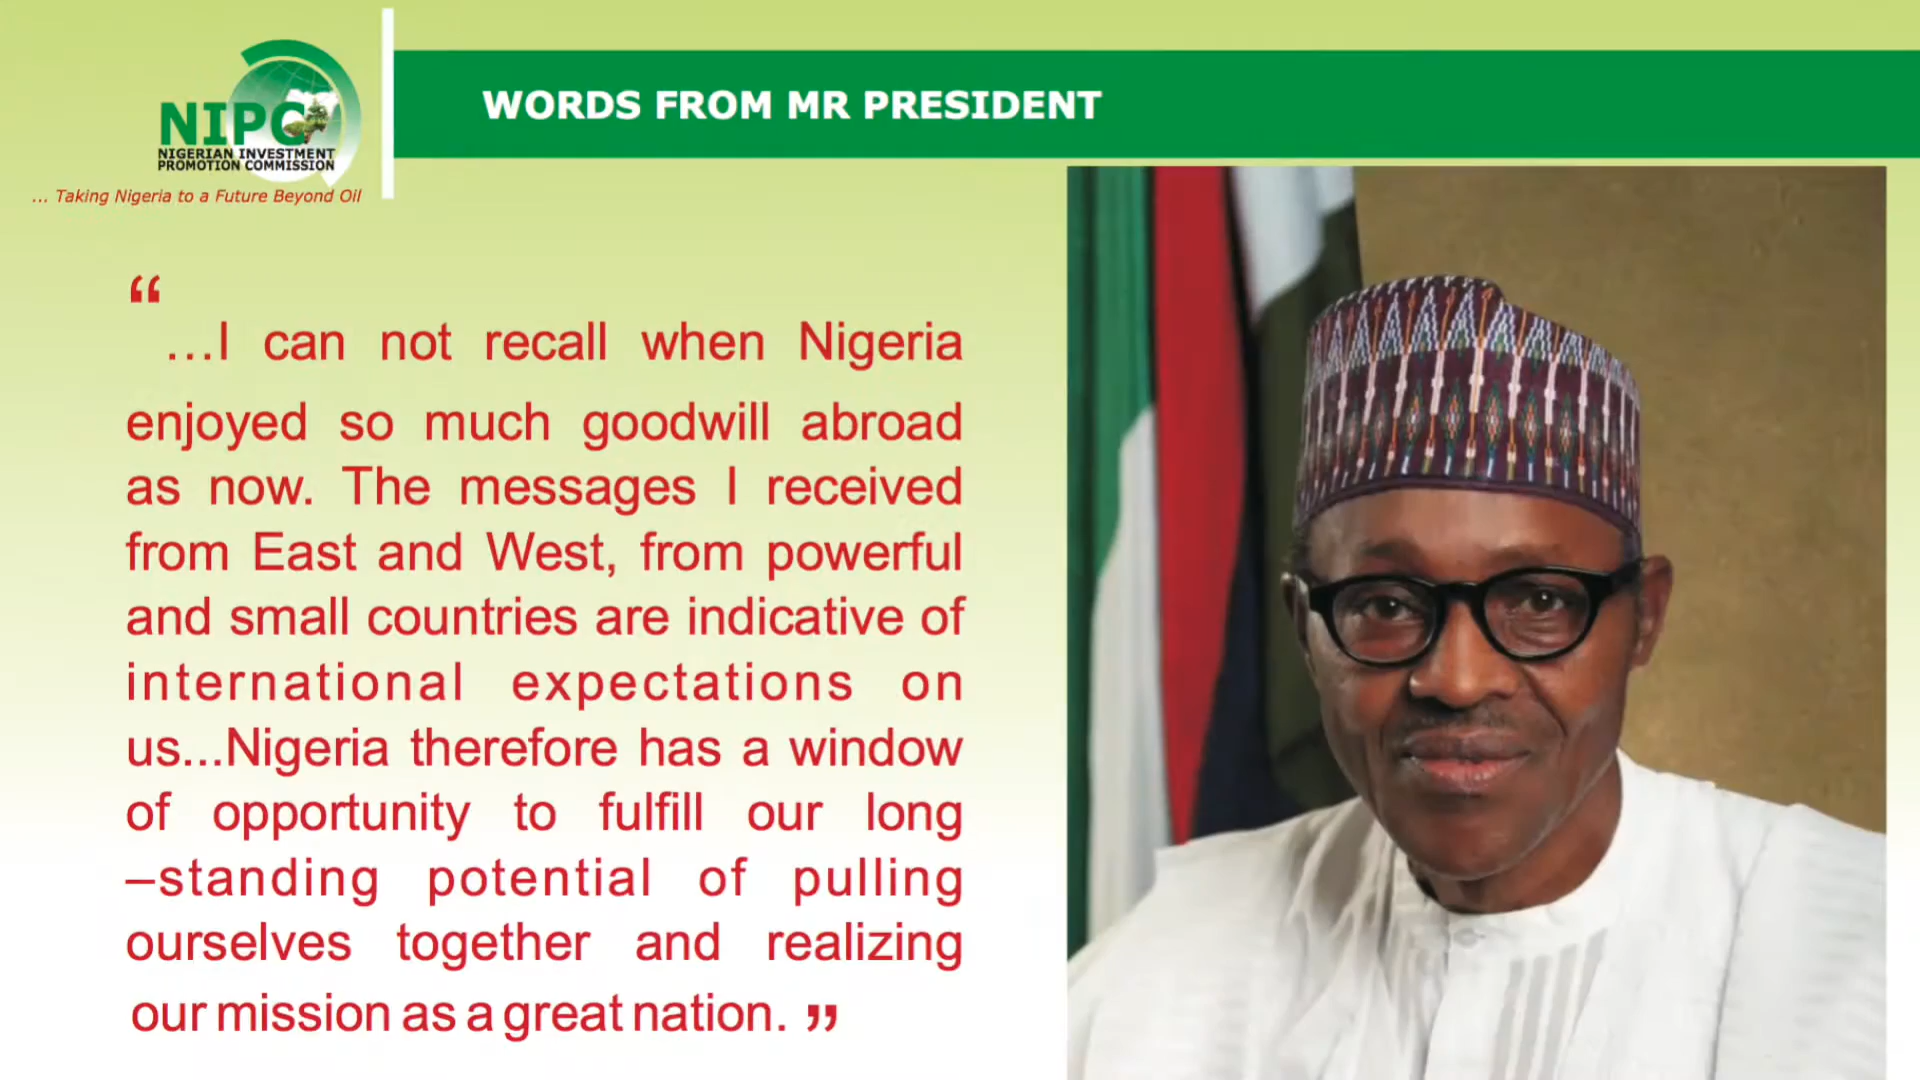 NIPC
NIGERIAN INVESTMENT
PROMOTION COMMISSION
... Taking Nigeria to a Future Beyond Oil
WORDS FROM MR PRESIDENT
“
…I can not recall when Nigeria
enjoyed so much goodwill abroad
as now. The messages I received
from East and West, from powerful
and small countries are indicative of
international expectations on
us...Nigeria therefore has a window
of opportunity to fulfill our long
–standing potential of pulling
ourselves together and realizing
our mission as a great nation. ”